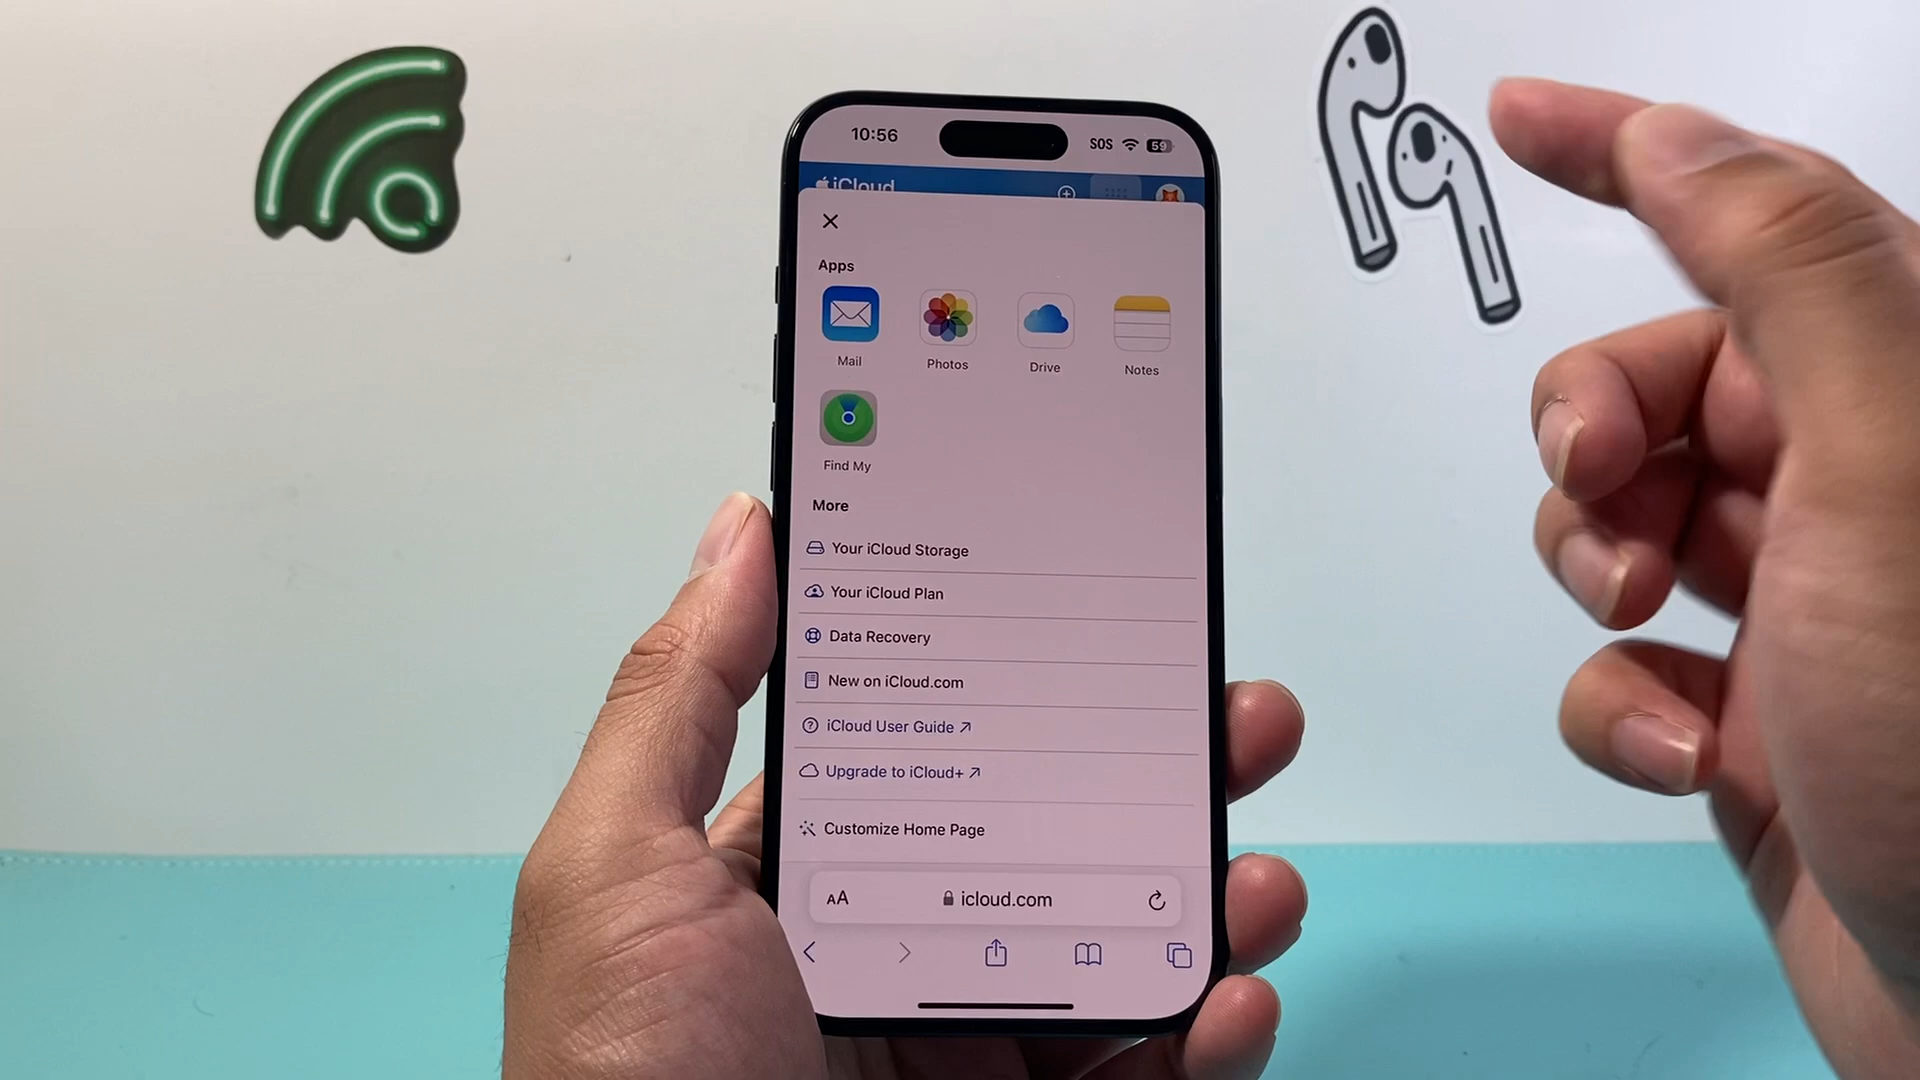 10:56 SOS 59
iCloud
Apps
Mail Photos Drive Notes
Find My
More
Your iCloud Storage
Your iCloud Plan
Data Recovery
New on iCloud.com
iCloud User Guide ↗
Upgrade to iCloud+ ↗
Customize Home Page
AA icloud.com